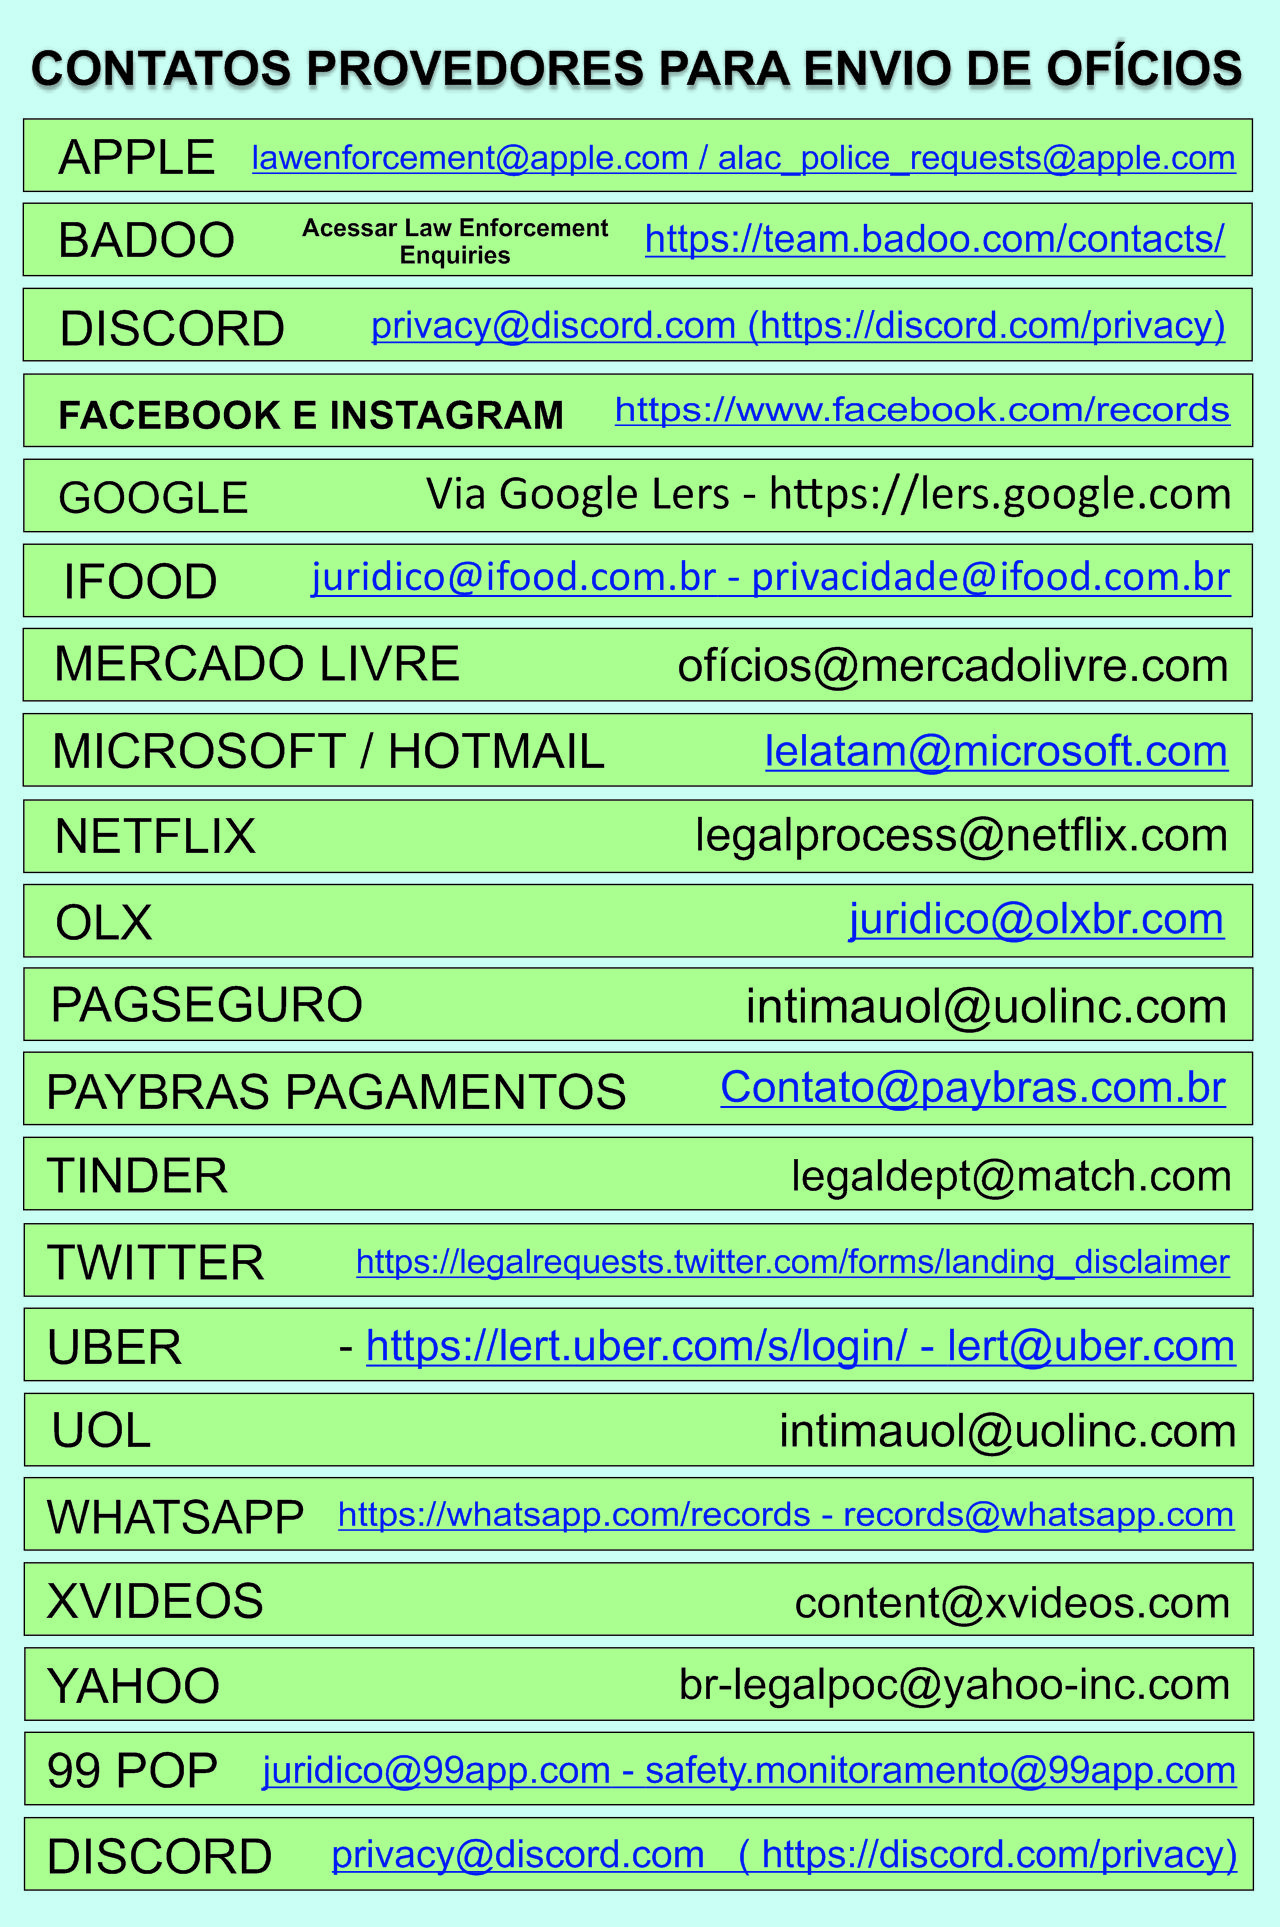 CONTATOS PROVEDORES PARA ENVIO DE OFÍCIOS
APPLE lawenforcement@apple.com / alac_police_requests@apple.com
BADOO Acessar Law Enforcement Enquiries https://team.badoo.com/contacts/
DISCORD privacy@discord.com (https://discord.com/privacy)
FACEBOOK E INSTAGRAM https://www.facebook.com/records
GOOGLE Via Google Lers - https://lers.google.com
IFOOD juridico@ifood.com.br - privacidade@ifood.com.br
MERCADO LIVRE ofícios@mercadolivre.com
MICROSOFT / HOTMAIL lelatam@microsoft.com
NETFLIX legalprocess@netflix.com
OLX juridico@olxbr.com
PAGSEGURO intimauol@uolinc.com
PAYBRAS PAGAMENTOS Contato@paybras.com.br
TINDER legaldept@match.com
TWITTER https://legalrequests.twitter.com/forms/landing_disclaimer
UBER - https://lert.uber.com/s/login/ - lert@uber.com
UOL intimauol@uolinc.com
WHATSAPP https://whatsapp.com/records - records@whatsapp.com
XVIDEOS content@xvideos.com
YAHOO br-legalpoc@yahoo-inc.com
99 POP juridico@99app.com - safety.monitoramento@99app.com
DISCORD privacy@discord.com ( https://discord.com/privacy)